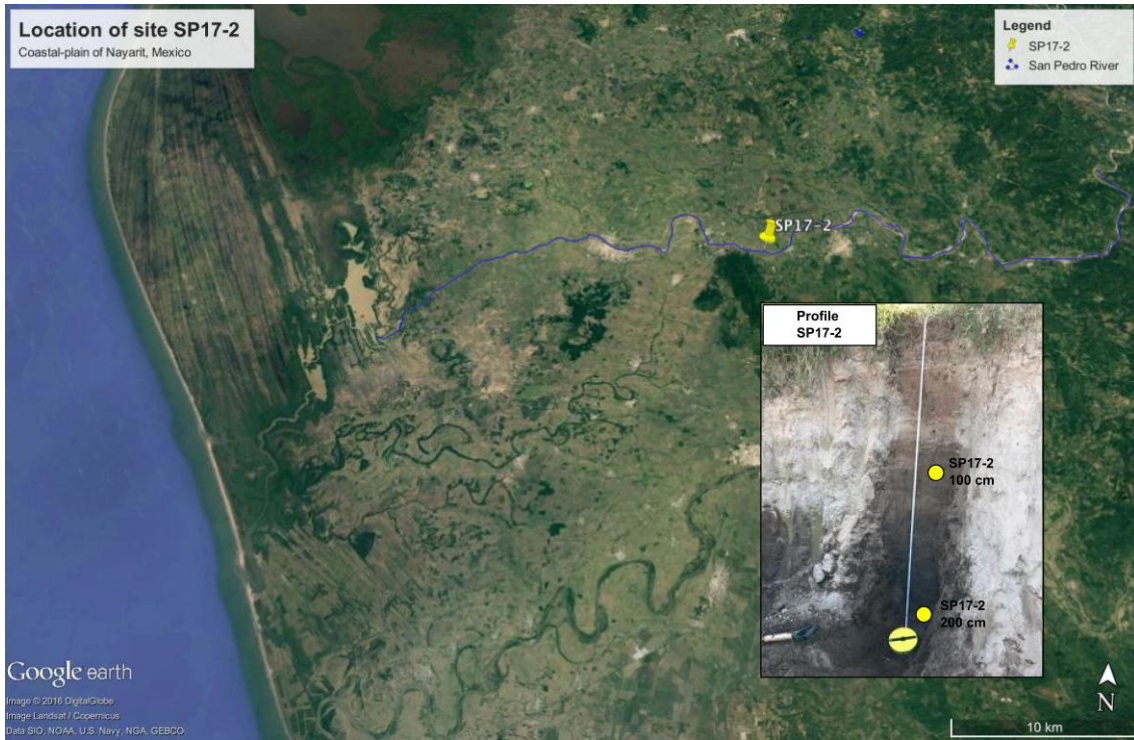 Location of site SP17-2
Coastal-plain of Nayarit, Mexico
Legend
SP17-2
San Pedro River
SP17-2
Profile
SP17-2
SP17-2
100 cm
SP17-2
200 cm
Google earth
Image © 2016 DigitalGlobe
Image Landsat / Copernicus
Data SIO, NOAA, U.S. Navy, NGA, GEBCO
N
10 km